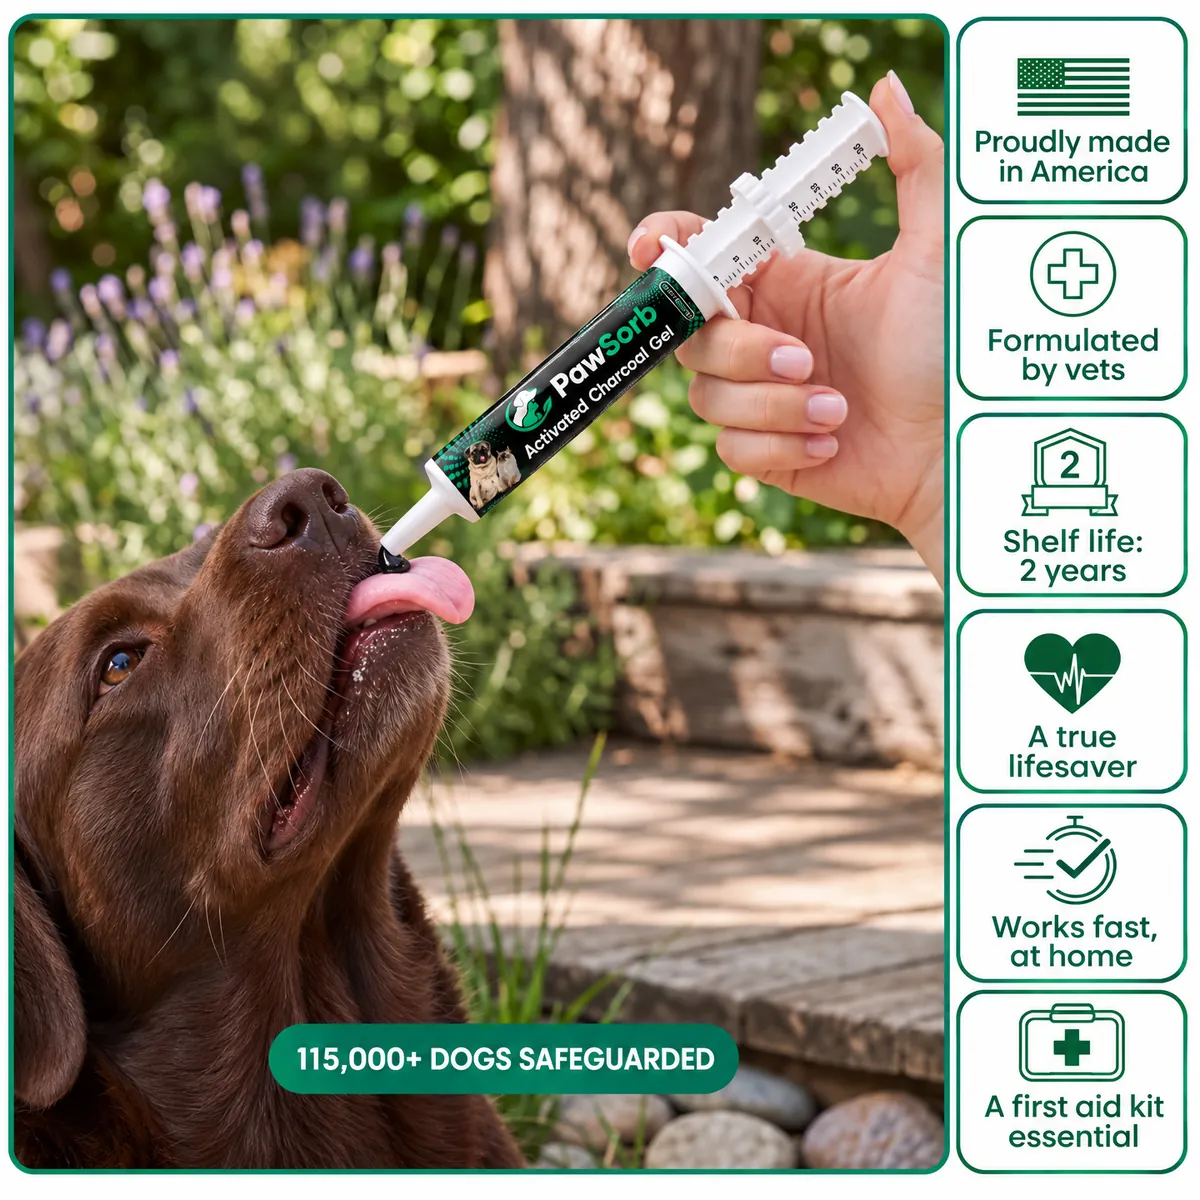 PawSorb
Activated Charcoal Gel
115,000+ DOGS SAFEGUARDED
Proudly made
in America
Formulated
by vets
2
Shelf life:
2 years
A true
lifesaver
Works fast,
at home
A first aid kit
essential